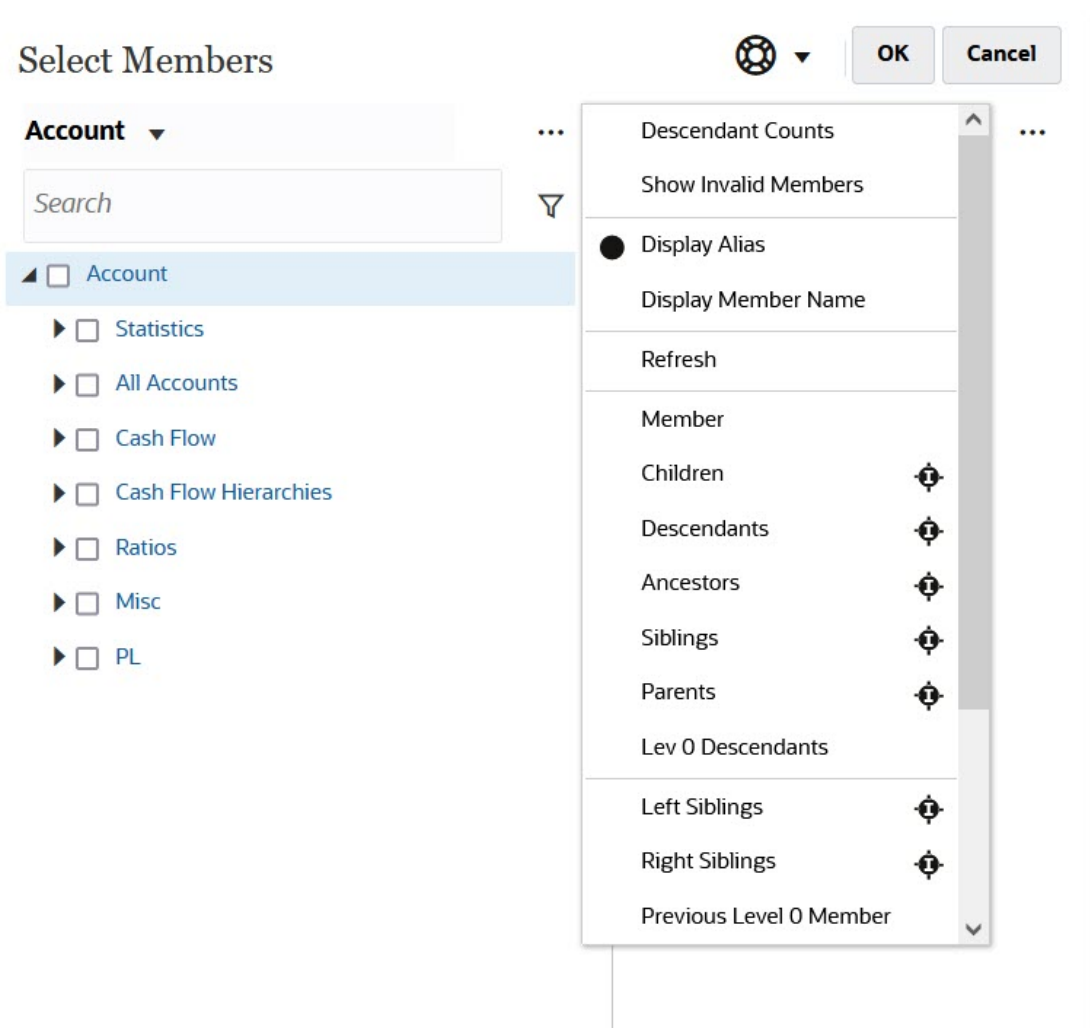 Select Members
OK
Cancel
Account
...
...
Search
Account
Statistics
All Accounts
Cash Flow
Cash Flow Hierarchies
Ratios
Misc
PL
Descendant Counts
Show Invalid Members
Display Alias
Display Member Name
Refresh
Member
Children
Descendants
Ancestors
Siblings
Parents
Lev 0 Descendants
Left Siblings
Right Siblings
Previous Level 0 Member